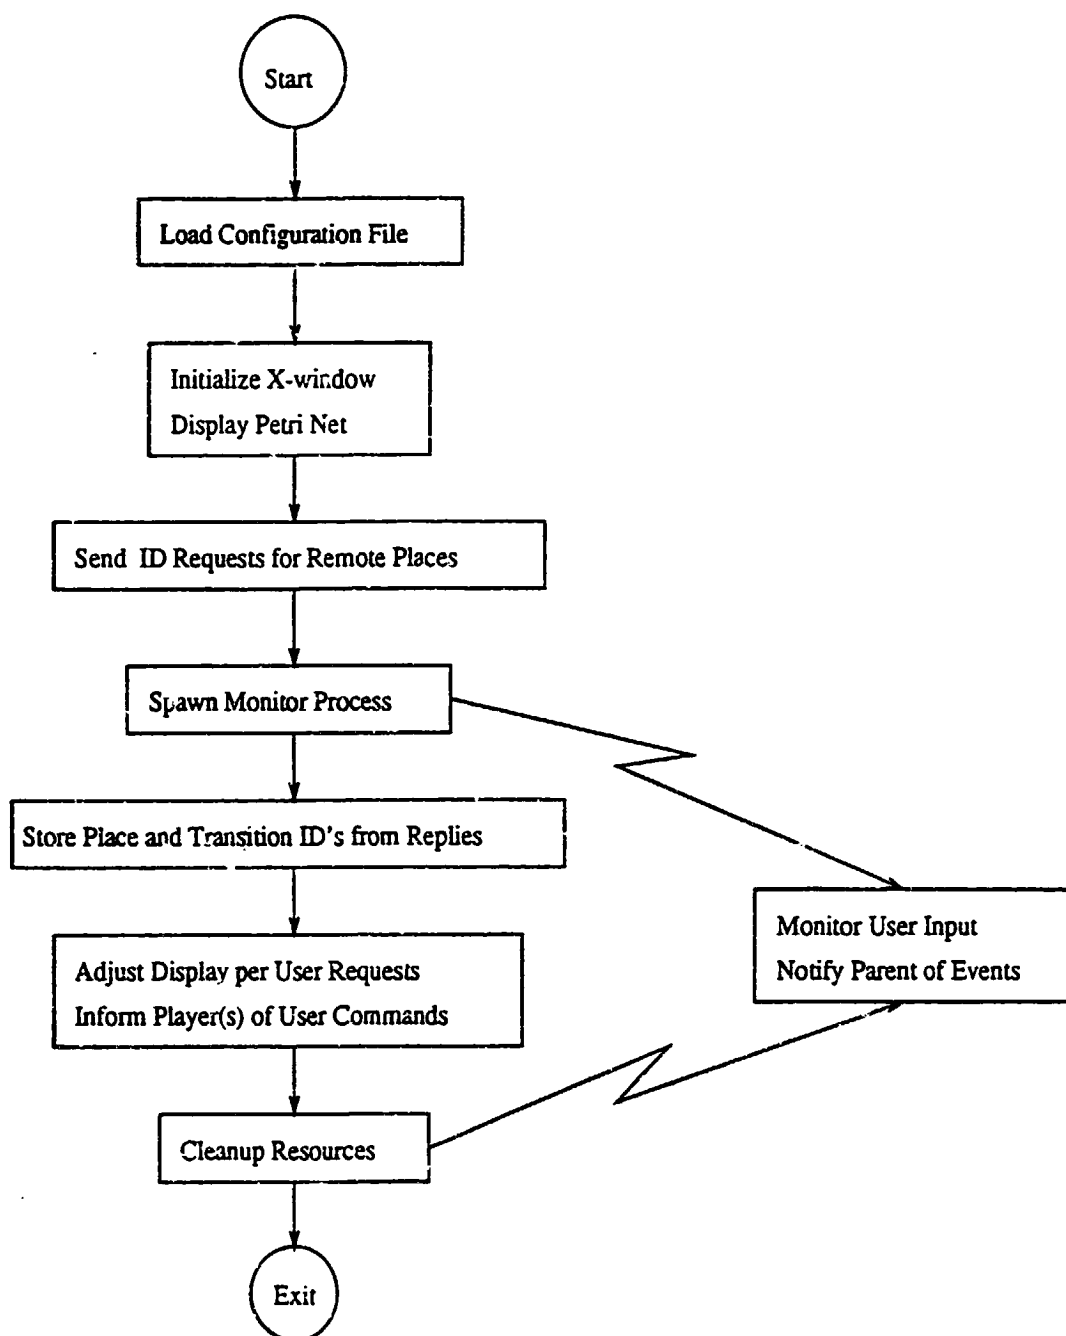 Start
Load Configuration File
Initialize X-window
Display Petri Net
Send ID Requests for Remote Places
Spawn Monitor Process
Store Place and Transition ID's from Replies
Adjust Display per User Requests
Inform Player(s) of User Commands
Monitor User Input
Notify Parent of Events
Cleanup Resources
Exit